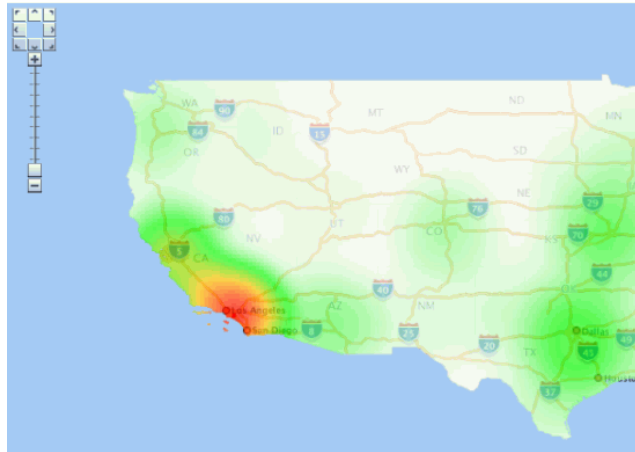 WA
90
MT
ND
MN
84
ID
15
OR
SD
WY
NE
29
76
80
NV
UT
CO
KS
70
5
CA
44
40
OK
Los Angeles
AZ
NM
San Diego
8
25
20
TX
Dallas
45
49
37
Houston